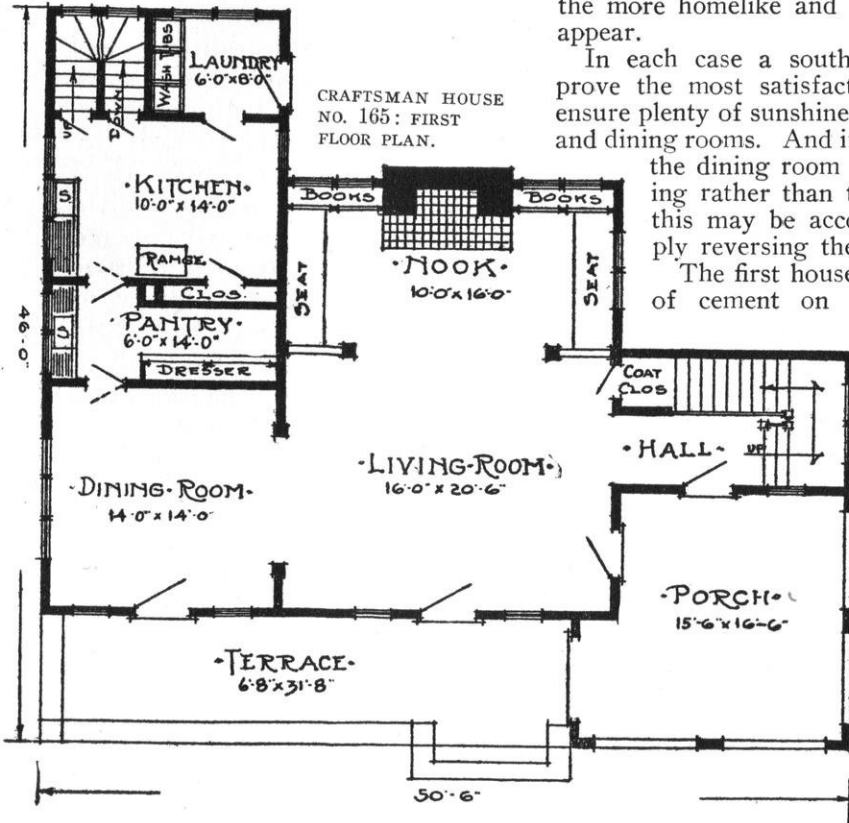 the more homelike and
appear.
In each case a south
prove the most satisfact
ensure plenty of sunshine
and dining rooms. And i
the dining room
ing rather than t
this may be acco
ply reversing the
The first house
of cement on
CRAFTSMAN HOUSE
NO. 165: FIRST
FLOOR PLAN.
WASH TUBS
LAUNDRY
6'-0"x8'-0"
UP
DOWN
·KITCHEN·
10'-0"x14'-0"
S
RANGE
CLOS.
·PANTRY·
6'-0"x14'-0"
S
DRESSER
BOOKS
BOOKS
SEAT
·NOOK·
10'-0"x16'-0"
SEAT
COAT
CLOS
·HALL·
UP
·LIVING·ROOM·
16'-0"x20'-6"
·DINING·ROOM·
14'-0"x14'-0"
·PORCH·
15'-6"x16'-6"
·TERRACE·
6'-8"x31'-8"
46'-0"
50'-6"